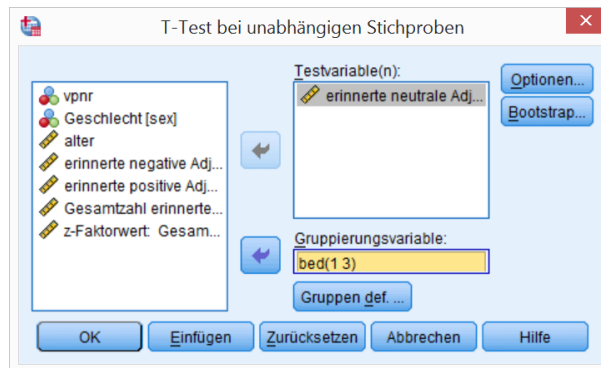 T-Test bei unabhängigen Stichproben
vpnr
Geschlecht [sex]
alter
erinnerte negative Adj...
erinnerte positive Adj...
Gesamtzahl erinnerte...
z-Faktorwert: Gesam...
Testvariable(n):
erinnerte neutrale Adj...
Gruppierungsvariable:
bed(1 3)
Gruppen def. ...
Optionen...
Bootstrap...
OK
Einfügen
Zurücksetzen
Abbrechen
Hilfe